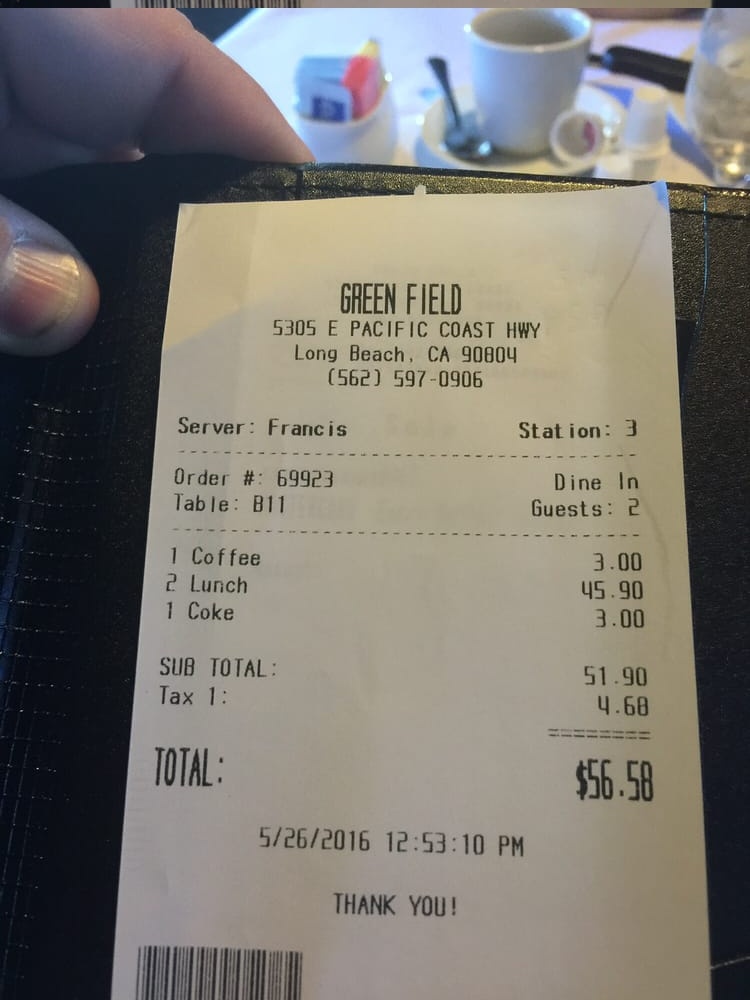 GREEN FIELD
5305 E PACIFIC COAST HWY
Long Beach, CA 90804
(562) 597-0906
Server: Francis Station: 3
Order #: 69923 Dine In
Table: B11 Guests: 2
1 Coffee 3.00
2 Lunch 45.90
1 Coke 3.00
SUB TOTAL: 51.90
Tax 1: 4.68
TOTAL: $56.58
5/26/2016 12:53:10 PM
THANK YOU!